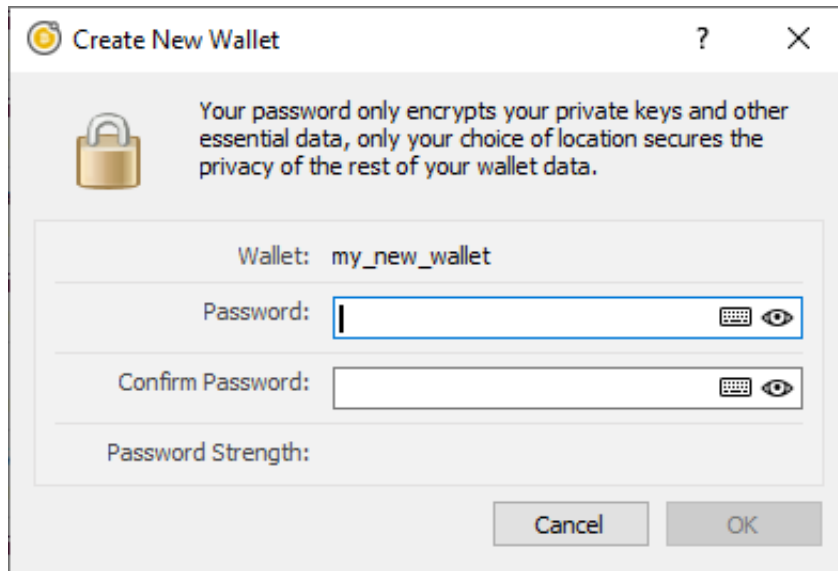 Create New Wallet
?
Your password only encrypts your private keys and other
essential data, only your choice of location secures the
privacy of the rest of your wallet data.
Wallet: my_new_wallet
Password:
Confirm Password:
Password Strength:
Cancel
OK